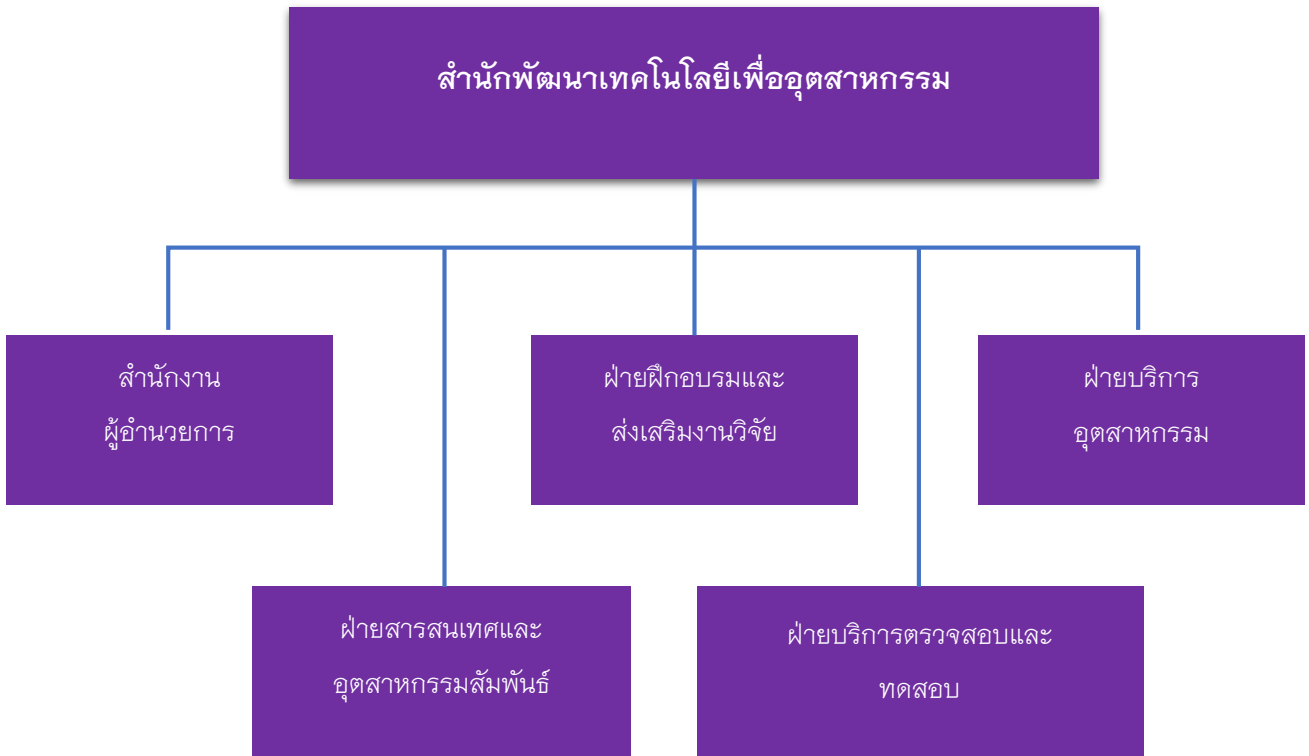 สำนักพัฒนาเทคโนโลยีเพื่ออุตสาหกรรม
สำนักงาน
ผู้อำนวยการ
ฝ่ายฝึกอบรมและ
ส่งเสริมงานวิจัย
ฝ่ายบริการ
อุตสาหกรรม
ฝ่ายสารสนเทศและ
อุตสาหกรรมสัมพันธ์
ฝ่ายบริการตรวจสอบและ
ทดสอบ